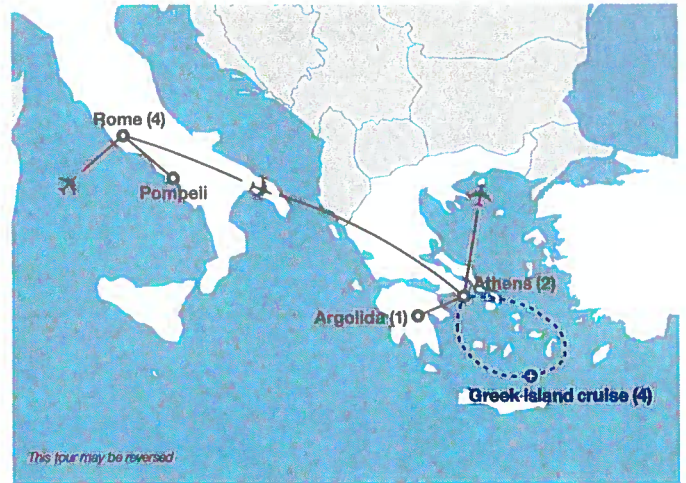 Rome (4)
Pompeii
Athens (2)
Argolida (1)
Greek island cruise (4)
This tour may be reversed